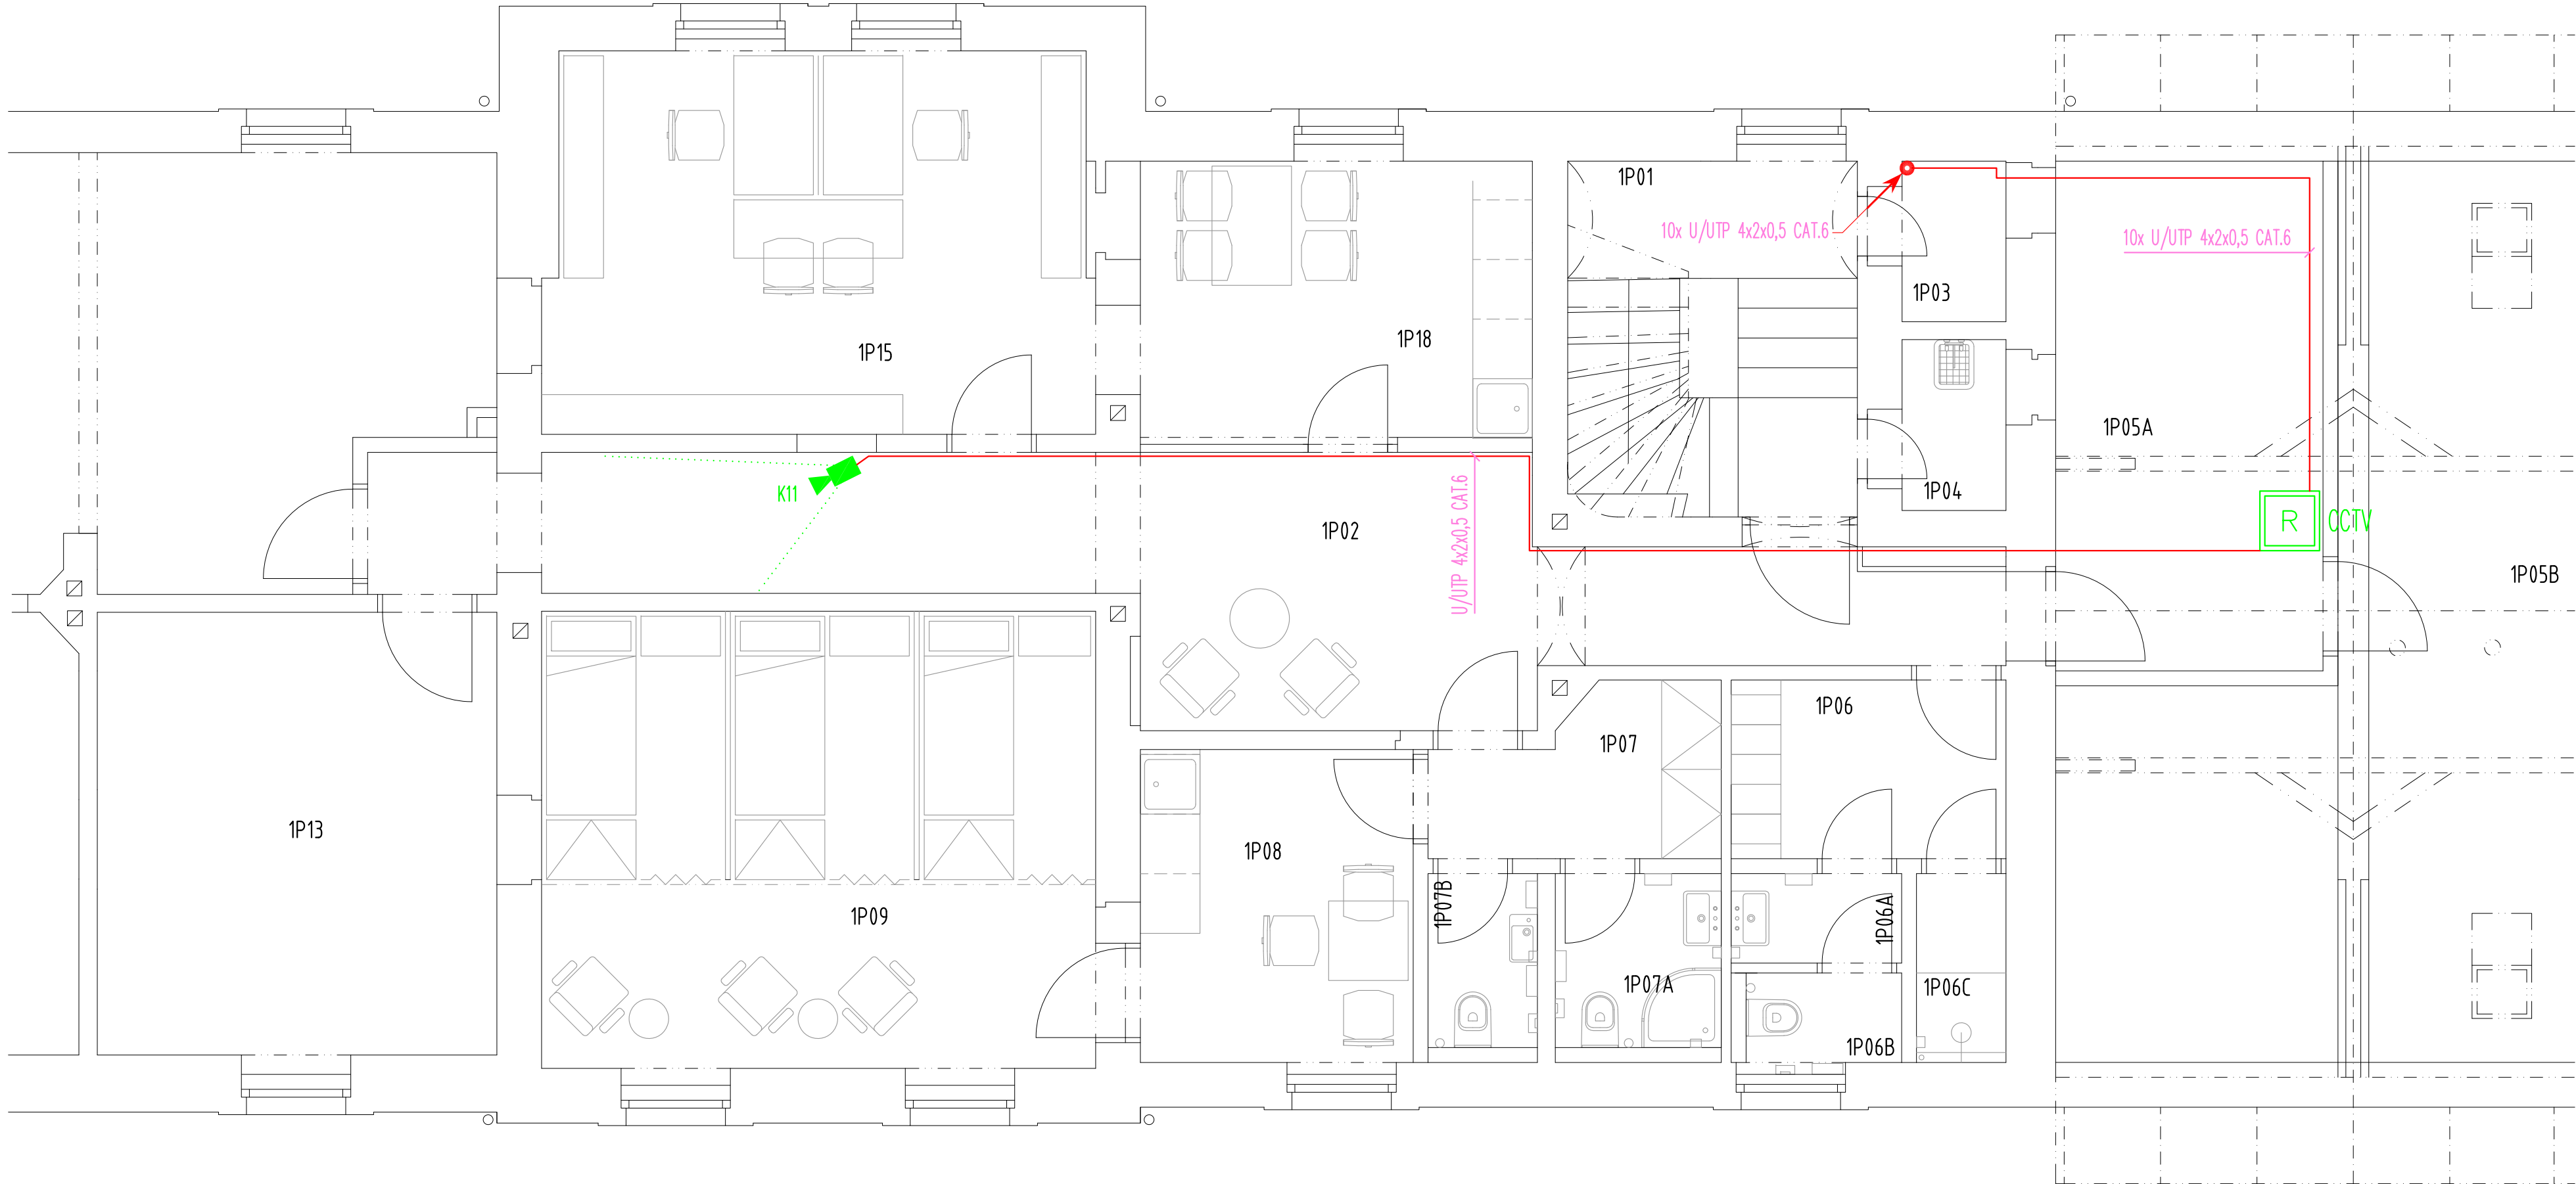 1P01
10x U/UTP 4x2x0,5 CAT.6
10x U/UTP 4x2x0,5 CAT.6
1P03
1P15
1P18
1P05A
K11
1P04
1P02
U/UTP 4x2x0,5 CAT.6
R
CCTV
1P05B
1P06
1P07
1P13
1P08
1P09
1P07B
1P06A
1P07A
1P06C
1P06B